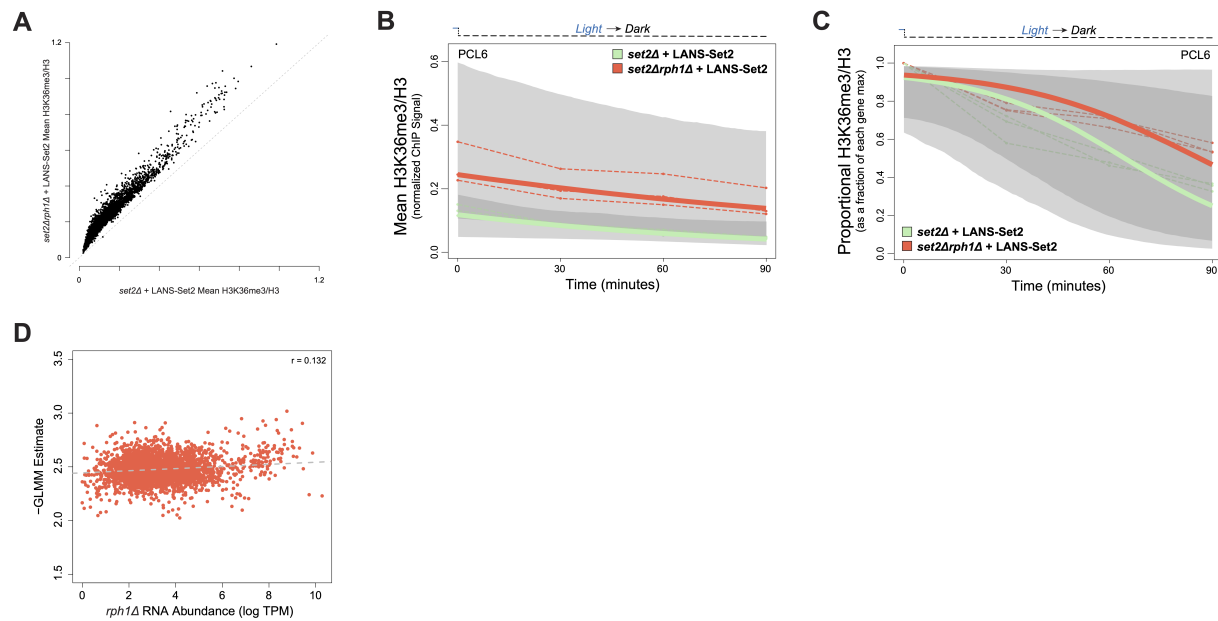 A
1.2
0
0
1.2
set2Δrph1Δ + LANS-Set2 Mean H3K36me3/H3
set2Δ + LANS-Set2 Mean H3K36me3/H3
B
Light → Dark
PCL6
set2Δ + LANS-Set2
set2Δrph1Δ + LANS-Set2
Mean H3K36me3/H3
(normalized ChIP Signal)
0.6
0.4
0.2
0.0
0 30 60 90
Time (minutes)
C
Light → Dark
PCL6
Proportional H3K36me3/H3
(as a fraction of each gene max)
1.0
0.8
0.6
0.4
0.2
0.0
set2Δ + LANS-Set2
set2Δrph1Δ + LANS-Set2
0 30 60 90
Time (minutes)
D
r = 0.132
−GLMM Estimate
3.5
3.0
2.5
2.0
1.5
0 2 4 6 8 10
rph1Δ RNA Abundance (log TPM)